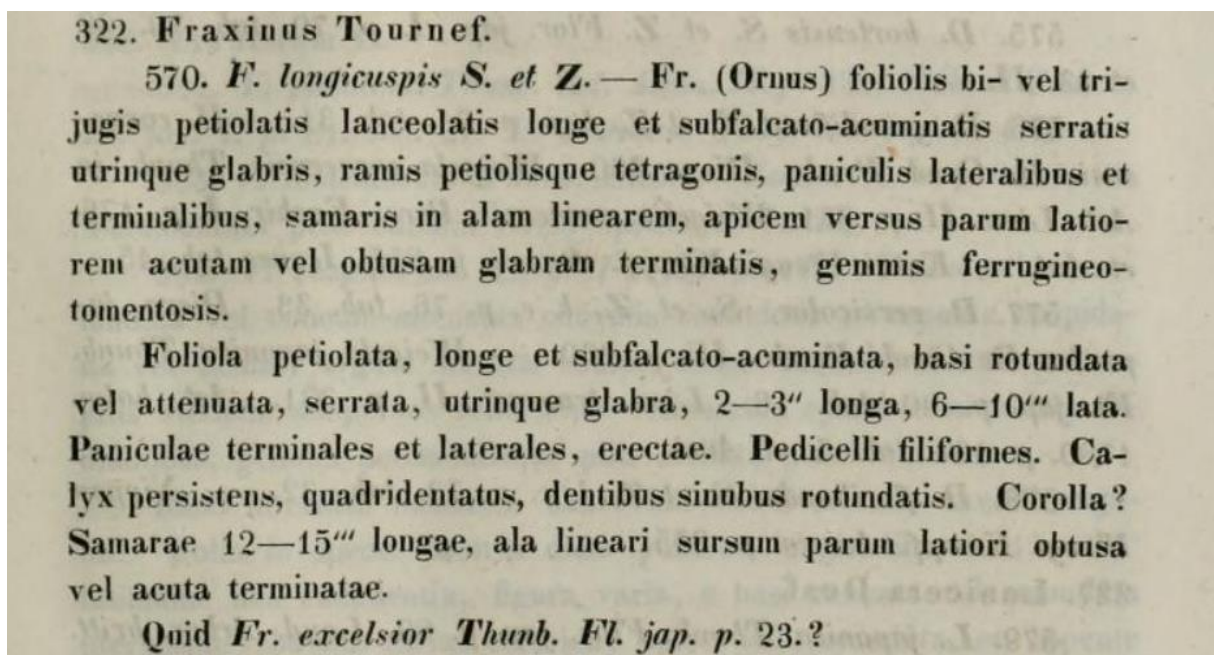 322. Fraxinus Tournef.
570. F. longicuspis S. et Z. — Fr. (Ornus) foliolis bi- vel tri-
jugis petiolatis lanceolatis longe et subfalcato-acuminatis serratis
utrinque glabris, ramis petiolisque tetragonis, paniculis lateralibus et
terminalibus, samaris in alam linearem, apicem versus parum latio-
rem acutam vel obtusam glabram terminatis, gemmis ferrugineo-
tomentosis.
Foliola petiolata, longe et subfalcato-acuminata, basi rotundata
vel attenuata, serrata, utrinque glabra, 2—3″ longa, 6—10‴ lata.
Paniculae terminales et laterales, erectae. Pedicelli filiformes. Ca-
lyx persistens, quadridentatus, dentibus sinubus rotundatis. Corolla?
Samarae 12—15‴ longae, ala lineari sursum parum latiori obtusa
vel acuta terminatae.
Quid Fr. excelsior Thunb. Fl. jap. p. 23.?